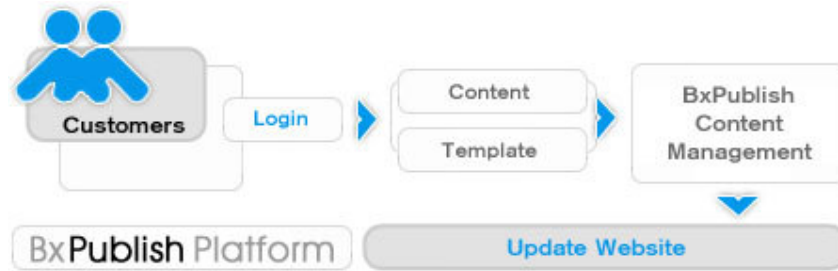 Customers
Login
Content
Template
BxPublish
Content
Management
BxPublish Platform
Update Website